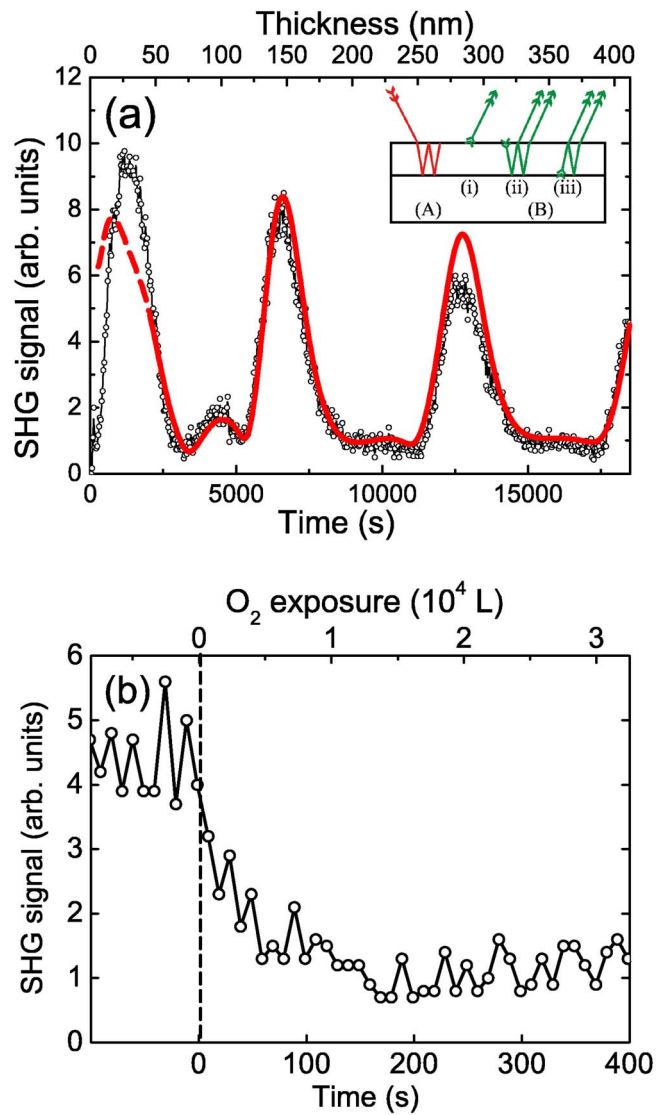 Thickness (nm)
0 50 100 150 200 250 300 350 400
12
(a)
10
8
6
4
2
0
SHG signal (arb. units)
(i) (ii) (iii)
(A) (B)
0 5000 10000 15000
Time (s)
O2 exposure (10^4 L)
0 1 2 3
6
(b)
5
4
3
2
1
0
SHG signal (arb. units)
0 100 200 300 400
Time (s)